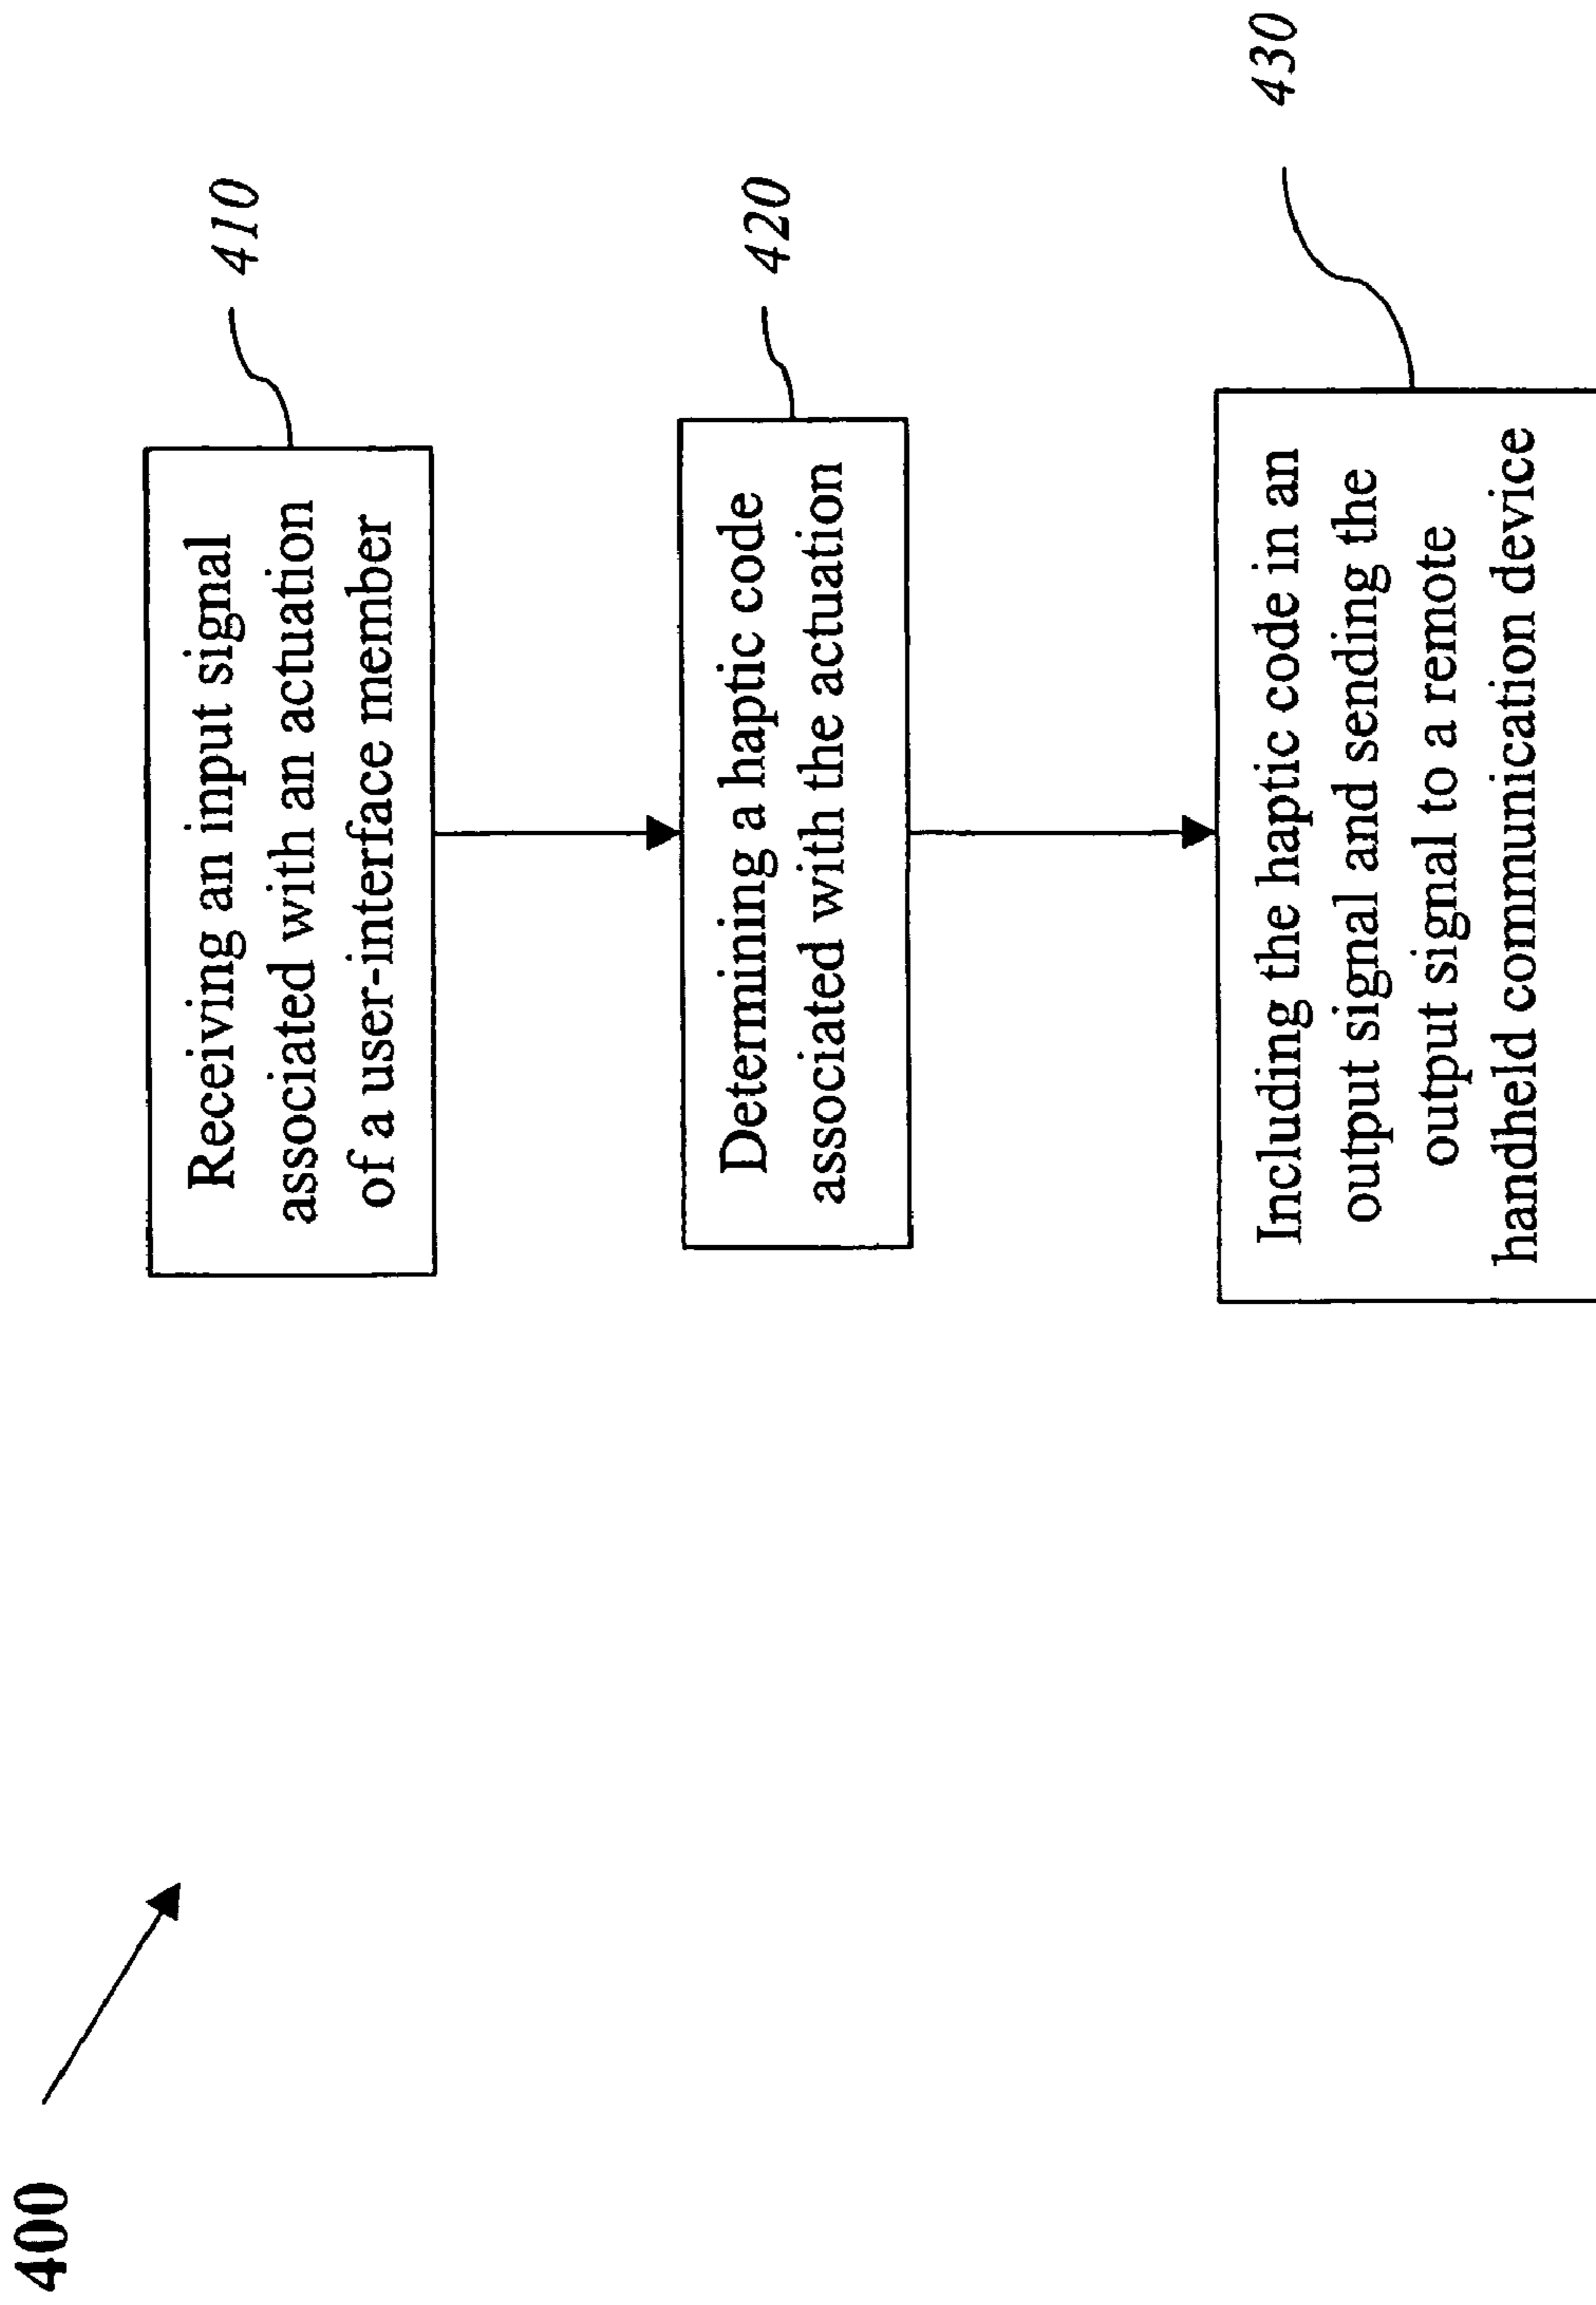 400
Receiving an input signal
associated with an actuation
of a user-interface member
410
Determining a haptic code
associated with the actuation
420
Including the haptic code in an
output signal and sending the
output signal to a remote
handheld communication device
430